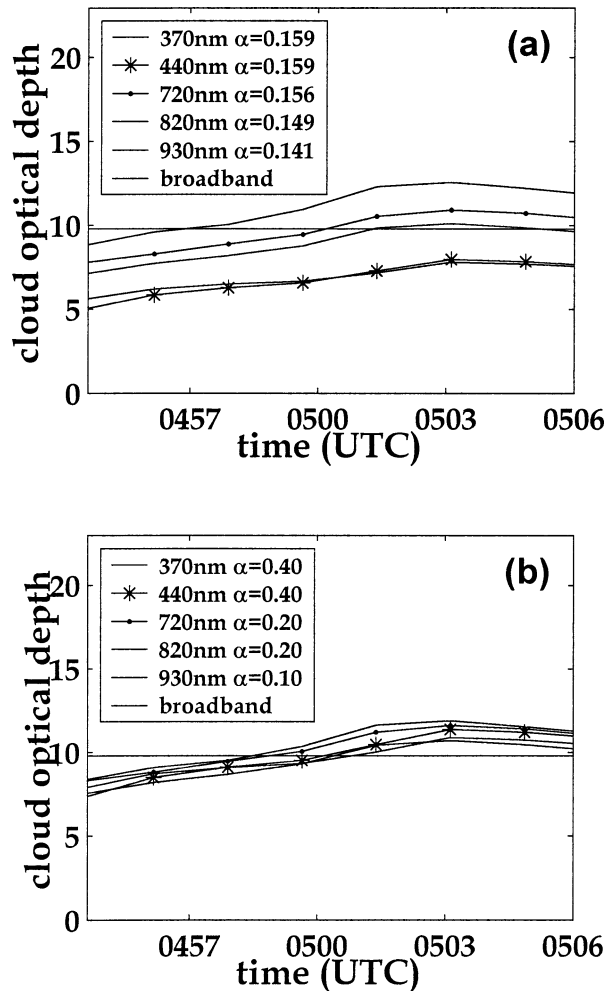 (a)
370nm α=0.159
440nm α=0.159
720nm α=0.156
820nm α=0.149
930nm α=0.141
broadband
cloud optical depth
20
15
10
5
0
0457
0500
0503
0506
time (UTC)
(b)
370nm α=0.40
440nm α=0.40
720nm α=0.20
820nm α=0.20
930nm α=0.10
broadband
cloud optical depth
20
15
10
5
0
0457
0500
0503
0506
time (UTC)